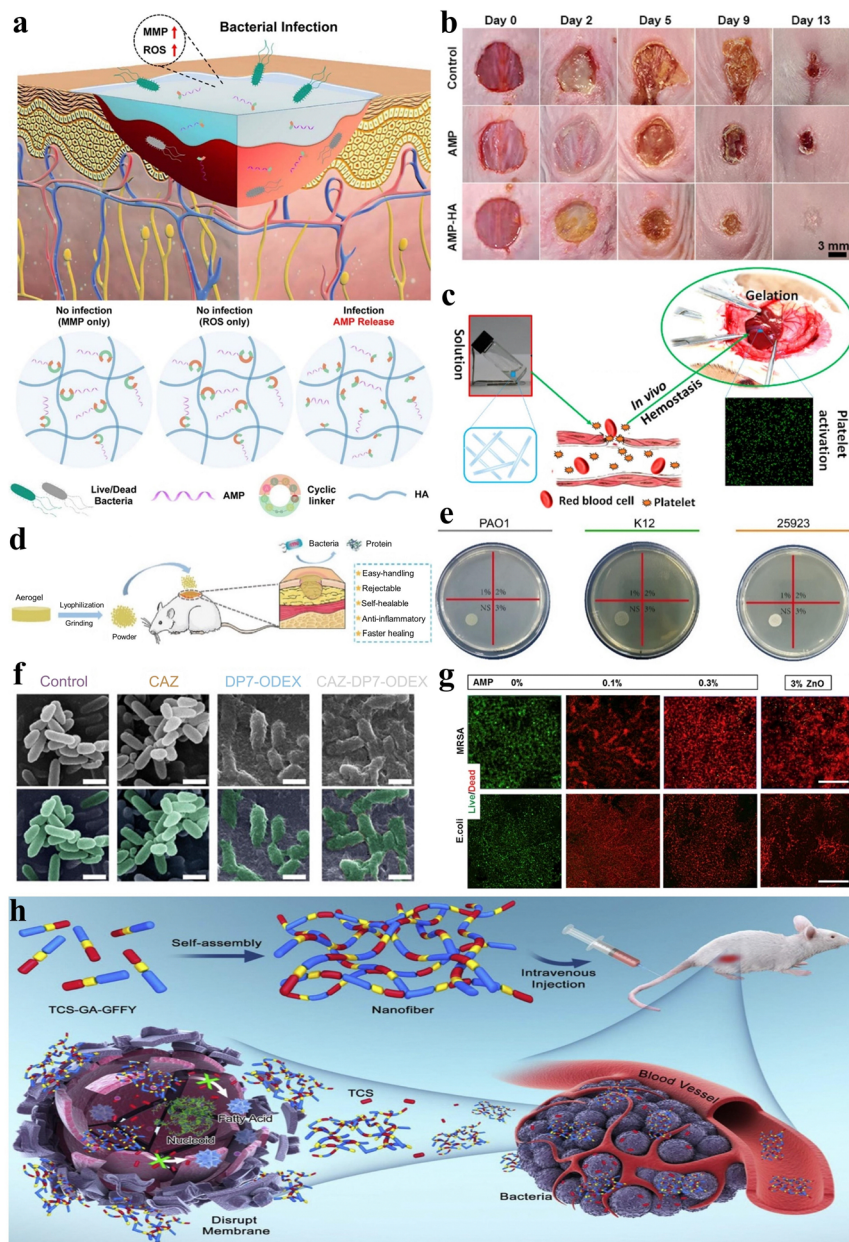 a
MMP ↑
ROS ↑
Bacterial Infection
No infection
(MMP only)
No infection
(ROS only)
Infection
AMP Release
Live/Dead
Bacteria
AMP
Cyclic
linker
HA
b
Day 0
Day 2
Day 5
Day 9
Day 13
Control
AMP
AMP-HA
3 mm
c
Solution
Gelation
In vivo
Hemostasis
Platelet
activation
Red blood cell
Platelet
d
Aerogel
Lyophilization
Grinding
Powder
Bacteria
Protein
Easy-handling
Rejectable
Self-healable
Anti-inflammatory
Faster healing
e
PAO1
K12
25923
1% 2%
NS 3%
1% 2%
NS 3%
1% 2%
NS 3%
f
Control
CAZ
DP7-ODEX
CAZ-DP7-ODEX
g
AMP
0%
0.1%
0.3%
3% ZnO
MRSA
E.coli
Live/Dead
h
TCS-GA-GFFY
Self-assembly
Nanofiber
Intravenous
Injection
Fatty Acid
Nucleoid
Disrupt
Membrane
TCS
Blood Vessel
Bacteria